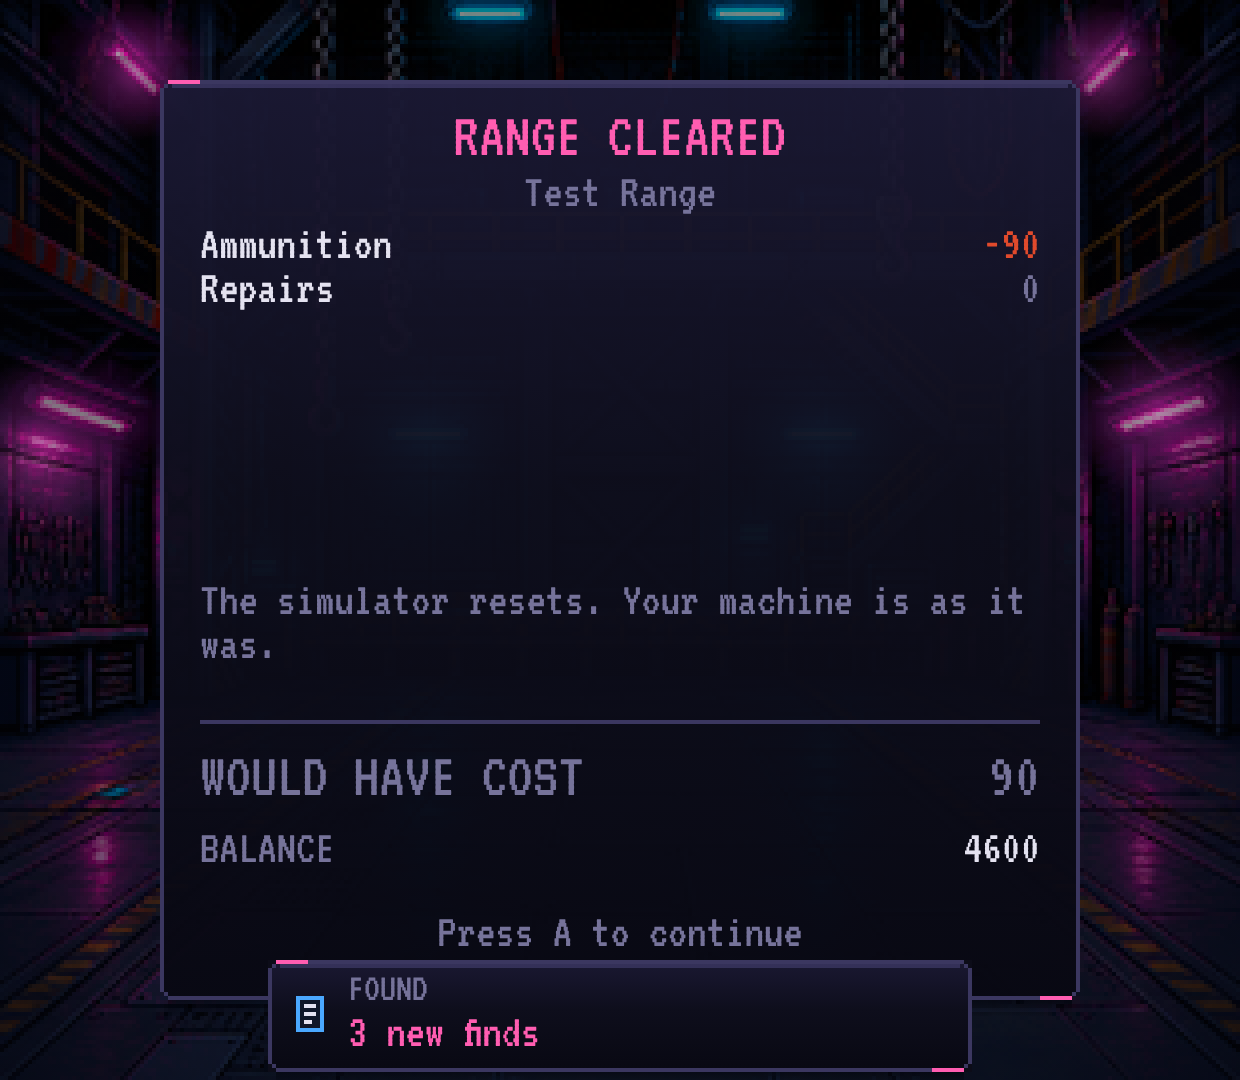 RANGE CLEARED
Test Range
Ammunition -90
Repairs 0
The simulator resets. Your machine is as it
was.
WOULD HAVE COST 90
BALANCE 4600
Press A to continue
FOUND
3 new finds